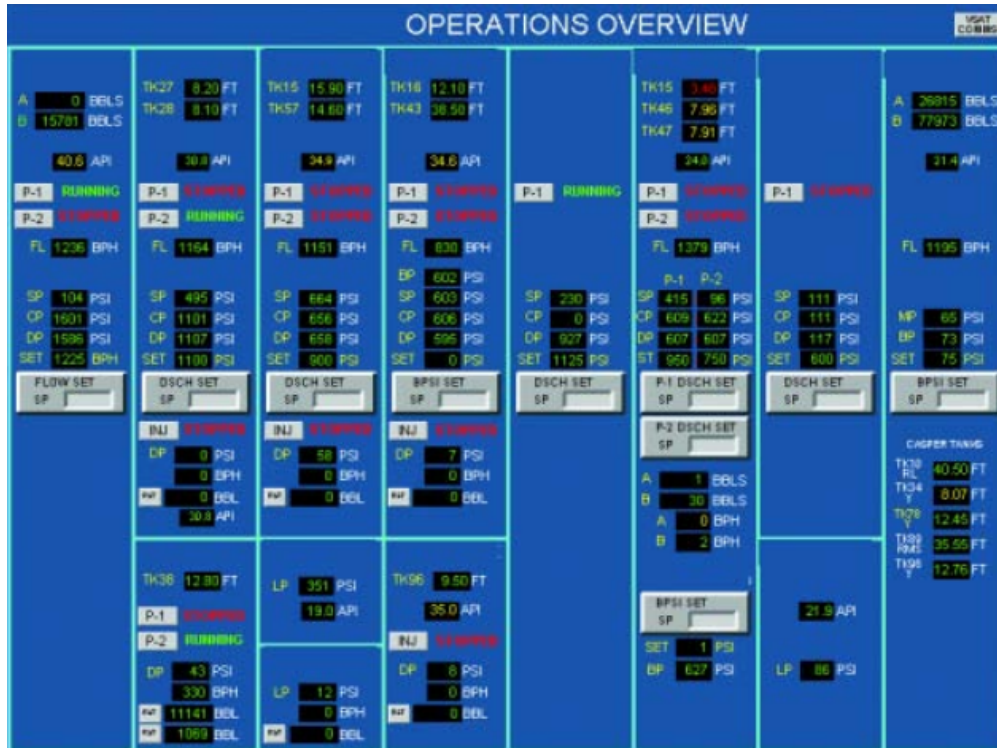 OPERATIONS OVERVIEW
VSAT COMMS
A 0 BBLS
B 15781 BBLS
40.6 API
P-1 RUNNING
P-2 STOPPED
FL 1236 BPH
SP 104 PSI
CP 1601 PSI
DP 1586 PSI
SET 1225 BPH
FLOW SET
SP
TK27 8.20 FT
TK28 8.10 FT
30.8 API
P-1 STOPPED
P-2 RUNNING
FL 1164 BPH
SP 495 PSI
CP 1101 PSI
DP 1107 PSI
SET 1100 PSI
DSCH SET
SP
INJ STOPPED
DP 0 PSI
0 BPH
0 BBL
30.8 API
TK36 12.80 FT
P-1 STOPPED
P-2 RUNNING
DP 43 PSI
330 BPH
11141 BBL
1069 BBL
TK15 15.90 FT
TK57 14.60 FT
34.9 API
P-1 STOPPED
P-2 STOPPED
FL 1151 BPH
SP 664 PSI
CP 656 PSI
DP 658 PSI
SET 900 PSI
DSCH SET
SP
INJ STOPPED
DP 58 PSI
0 BPH
0 BBL
LP 351 PSI
19.0 API
LP 12 PSI
0 BPH
0 BBL
TK16 12.10 FT
TK43 38.50 FT
34.6 API
P-1 STOPPED
P-2 STOPPED
FL 830 BPH
BP 602 PSI
SP 603 PSI
CP 606 PSI
DP 595 PSI
SET 0 PSI
BPSI SET
SP
INJ STOPPED
DP 7 PSI
0 BPH
0 BBL
TK96 9.50 FT
35.0 API
INJ STOPPED
DP 8 PSI
0 BPH
0 BBL
P-1 RUNNING
SP 230 PSI
CP 0 PSI
DP 927 PSI
SET 1125 PSI
DSCH SET
SP
TK15 FT
TK46 7.96 FT
TK47 7.91 FT
24.0 API
P-1 STOPPED
P-2 STOPPED
FL 1379 BPH
P-1 P-2
SP 415 96 PSI
CP 609 622 PSI
DP 607 607 PSI
ST 950 750 PSI
P-1 DSCH SET
SP
P-2 DSCH SET
SP
A 1 BBLS
B 30 BBLS
A 0 BPH
B 2 BPH
BPSI SET
SP
SET 1 PSI
BP 627 PSI
P-1 STOPPED
SP 111 PSI
CP 111 PSI
DP 117 PSI
SET 600 PSI
DSCH SET
SP
21.9 API
LP 86 PSI
A 26815 BBLS
B 77973 BBLS
21.4 API
FL 1195 BPH
MP 65 PSI
BP 73 PSI
SET 75 PSI
BPSI SET
SP
CASPER TANKS
RL 40.50 FT
TK34 Y 8.07 FT
TK78 Y 12.45 FT
RMS 35.55 FT
TK98 Y 12.76 FT